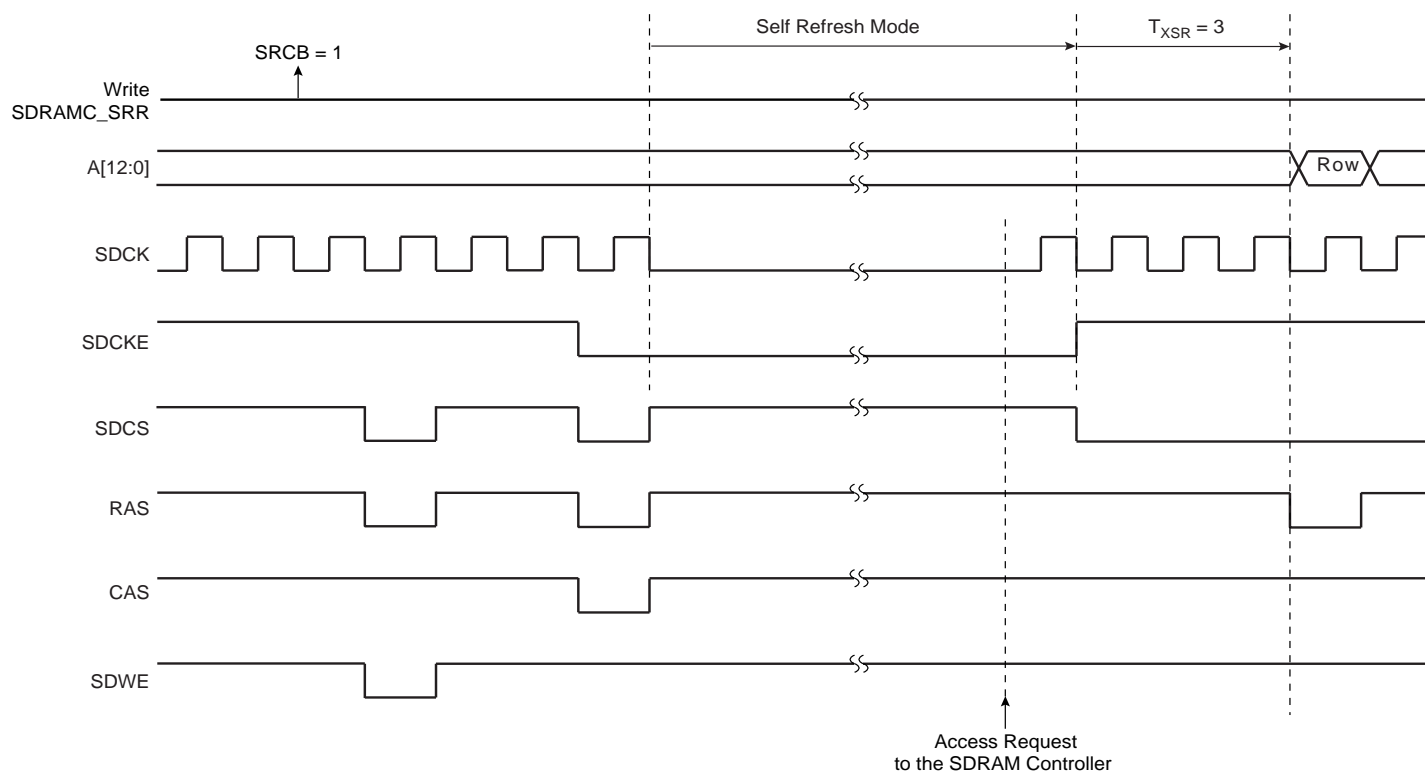 Self Refresh Mode
TXSR = 3
SRCB = 1
Write
SDRAMC_SRR
A[12:0]
Row
SDCK
SDCKE
SDCS
RAS
CAS
SDWE
Access Request
to the SDRAM Controller